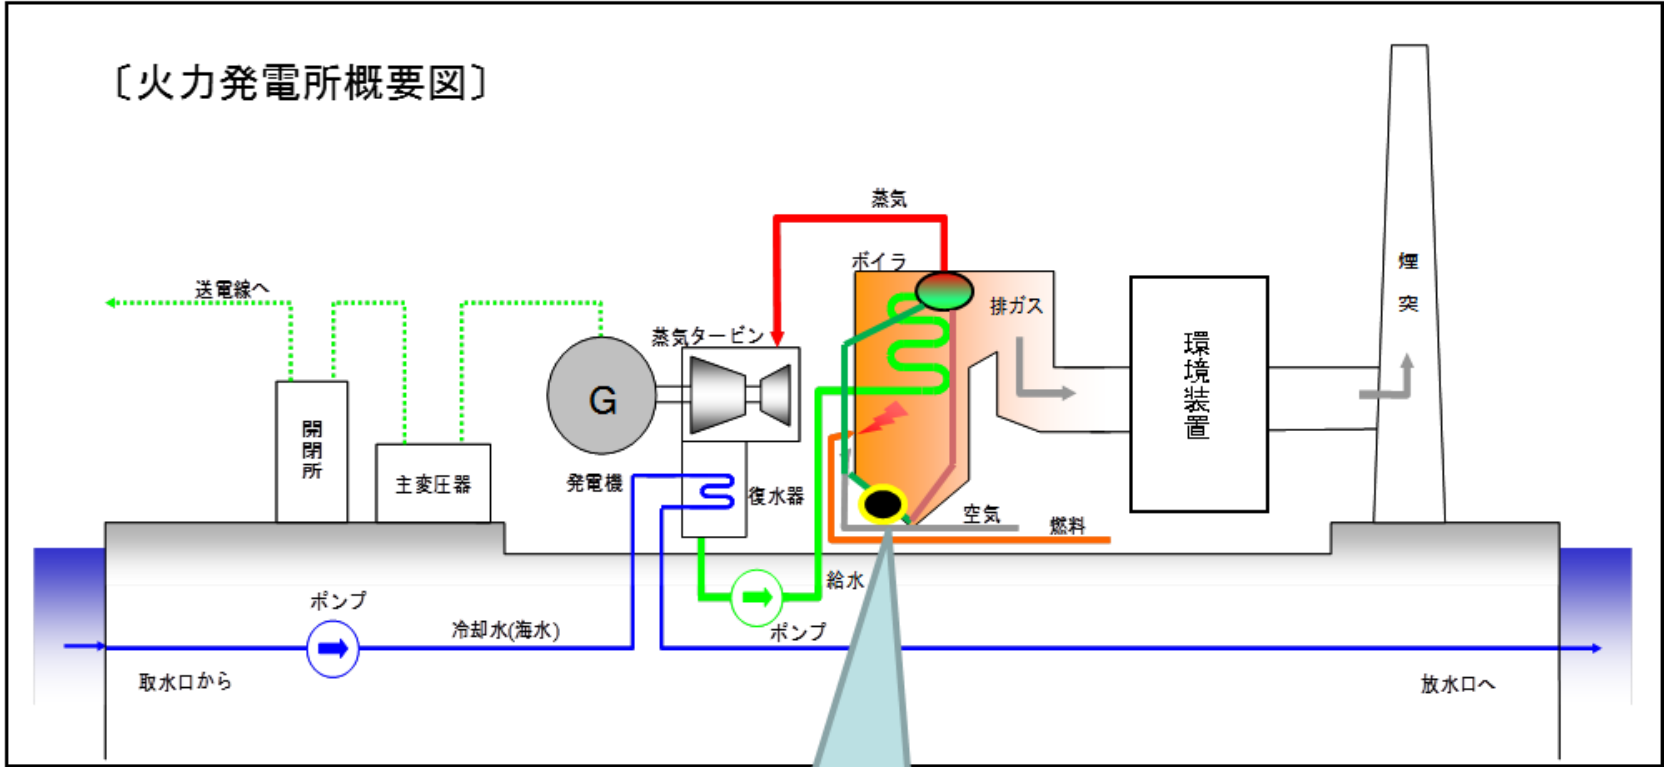 〔火力発電所概要図〕
蒸気
ボイラ
煙突
送電線へ
排ガス
蒸気タービン
環境装置
G
開閉所
主変圧器
発電機
復水器
空気
燃料
給水
ポンプ
冷却水(海水)
ポンプ
取水口から
放水口へ